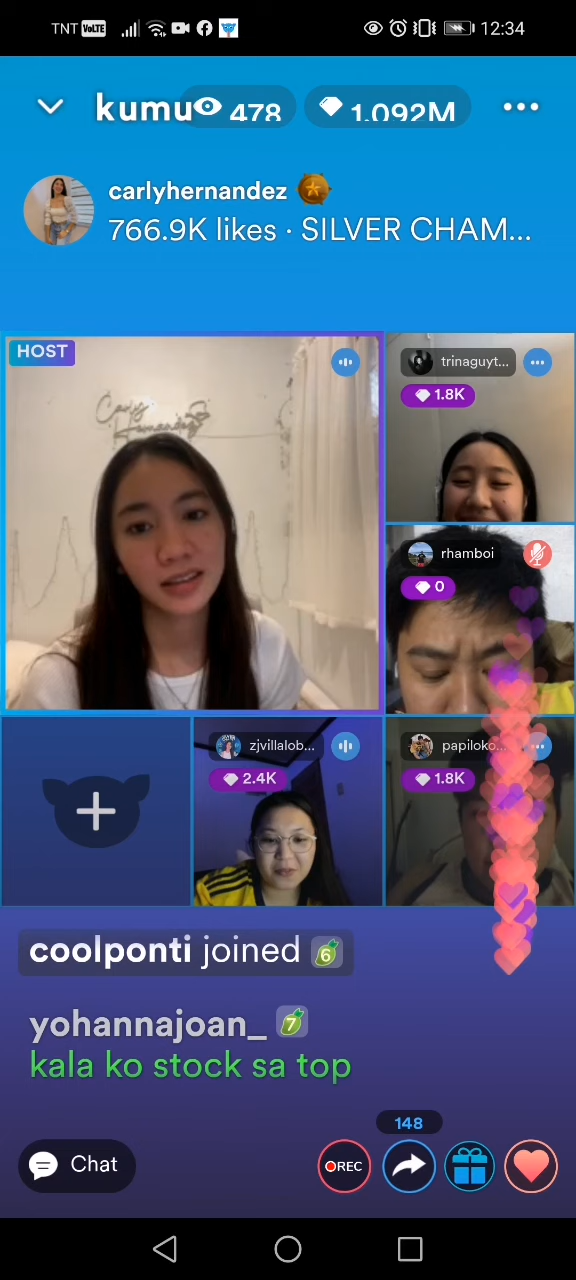 TNT VoLTE 12:34
kumu 478 1.092M
carlyhernandez
766.9K likes · SILVER CHAM...
HOST
Carly
Hernandez
trinaguyt...
1.8K
rhamboi
0
zjvillalob...
2.4K
papiloko...
1.8K
coolponti joined 6
yohannajoan_ 7
kala ko stock sa top
148
Chat
REC